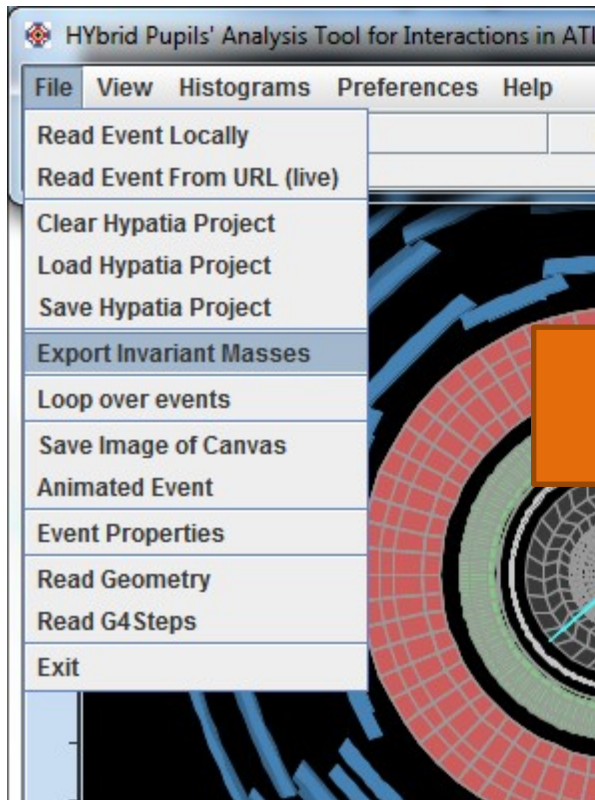 HYbrid Pupils' Analysis Tool for Interactions in ATL
File View Histograms Preferences Help
Read Event Locally
Read Event From URL (live)
Clear Hypatia Project
Load Hypatia Project
Save Hypatia Project
Export Invariant Masses
Loop over events
Save Image of Canvas
Animated Event
Event Properties
Read Geometry
Read G4Steps
Exit